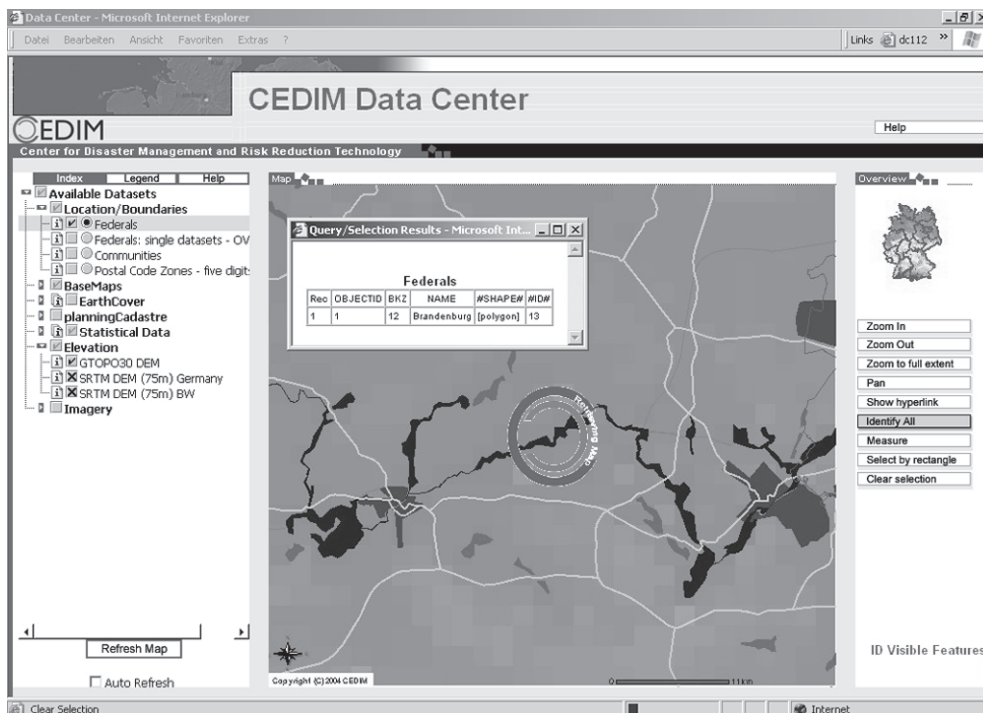 Data Center - Microsoft Internet Explorer
Datei Bearbeiten Ansicht Favoriten Extras ?
Links dc112 »
CEDIM Data Center
CEDIM
Help
Center for Disaster Management and Risk Reduction Technology
Index Legend Help
Available Datasets
Location/Boundaries
Federals
Federals: single datasets - OV
Communities
Postal Code Zones - five digit
BaseMaps
EarthCover
planningCadastre
Statistical Data
Elevation
GTOPO30 DEM
SRTM DEM (75m) Germany
SRTM DEM (75m) BW
Imagery
Refresh Map
Auto Refresh
Map
Query/Selection Results - Microsoft Int...
Federals
Rec OBJECTID BKZ NAME #SHAPE# #ID#
1 1 12 Brandenburg [polygon] 13
Retrieving Map
Copyright (C)2004 CEDIM
0 11km
Overview
Zoom In
Zoom Out
Zoom to full extent
Pan
Show hyperlink
Identify All
Measure
Select by rectangle
Clear selection
ID Visible Features
Clear Selection
Internet